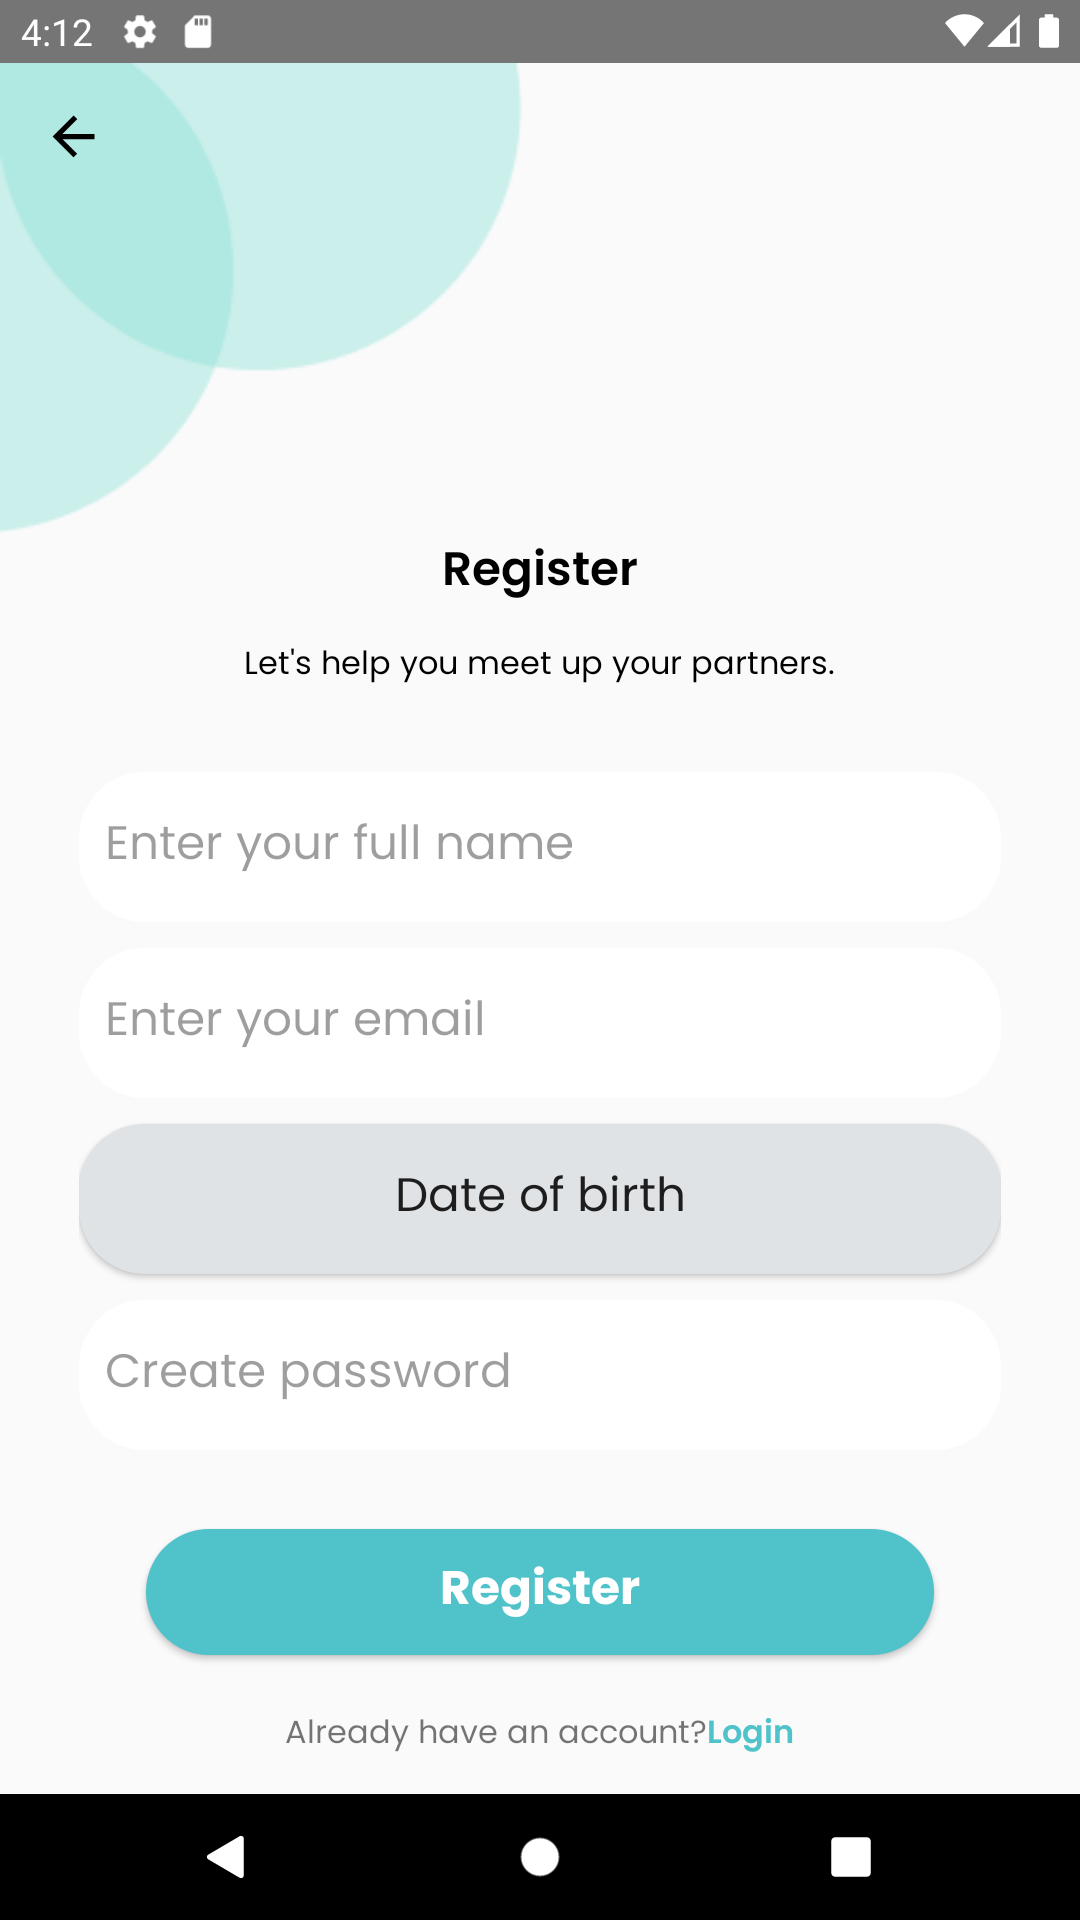 4:12
Register
Let's help you meet up your partners.
Enter your full name
Enter your email
Date of birth
Create password
Register
Already have an account?Login